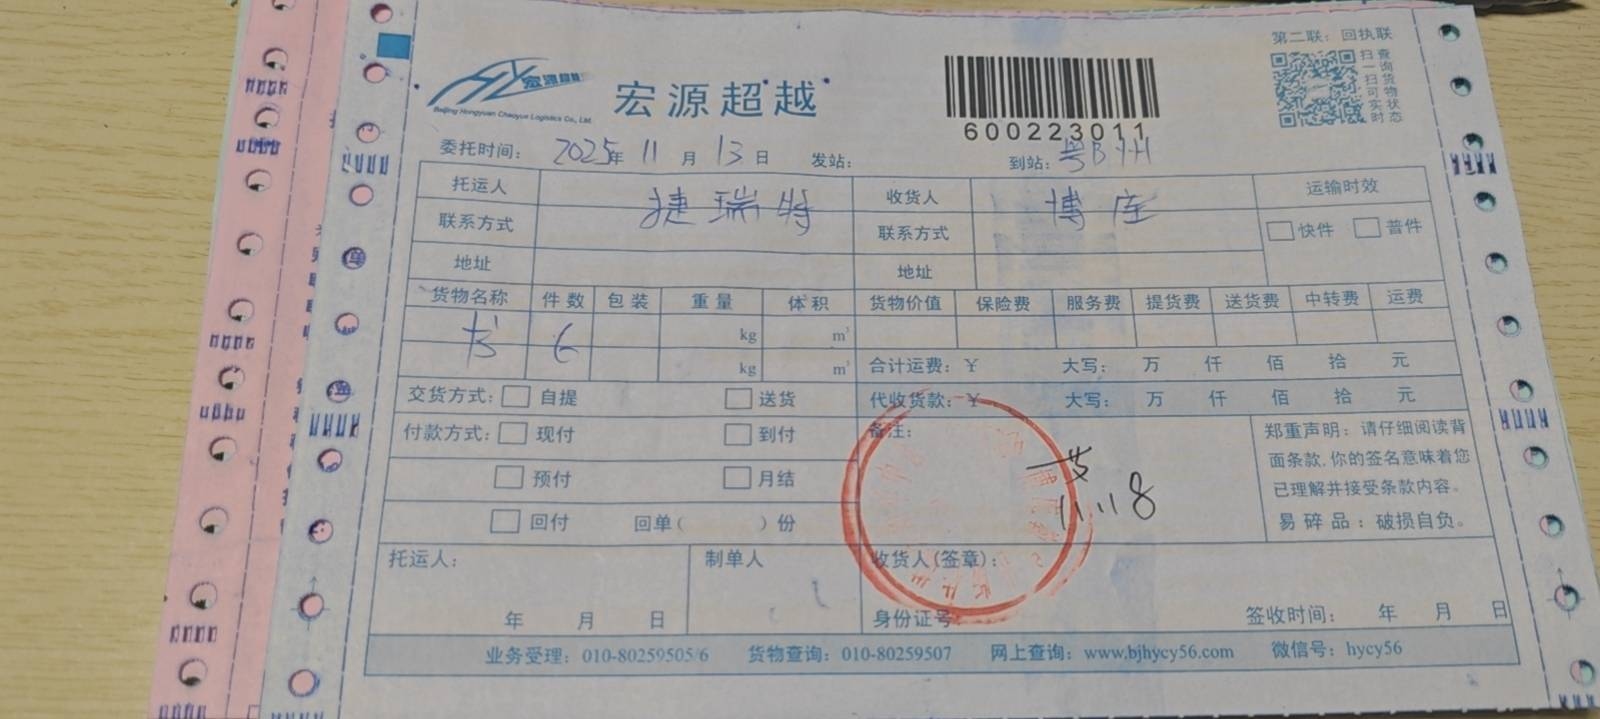 第二联：回执联
扫一扫可实时
查询货物状态
宏源超越
Beijing Hongyuan Chaoyue Logistics Co., Ltd.
宏源超越
600223011
委托时间： 2025年 11 月 13 日 发站： 到站：
托运人 捷瑞特 收货人 博库 运输时效
联系方式 联系方式 快件 普件
地址 地址
货物名称 件数 包装 重量 体积 货物价值 保险费 服务费 提货费 送货费 中转费 运费
书 6 kg m³
kg m³ 合计运费：￥ 大写： 万 仟 佰 拾 元
交货方式： 自提 送货 代收货款：￥ 大写： 万 仟 佰 拾 元
付款方式： 现付 到付 备注： 郑重声明：请仔细阅读背
面条款,你的签名意味着您
预付 月结 已理解并接受条款内容。
11.18
回付 回单( )份 易碎品：破损自负。
托运人： 制单人 收货人(签章)：
年 月 日 身份证号 签收时间： 年 月 日
业务受理：010-80259505/6 货物查询：010-80259507 网上查询：www.bjhycy56.com 微信号：hycy56